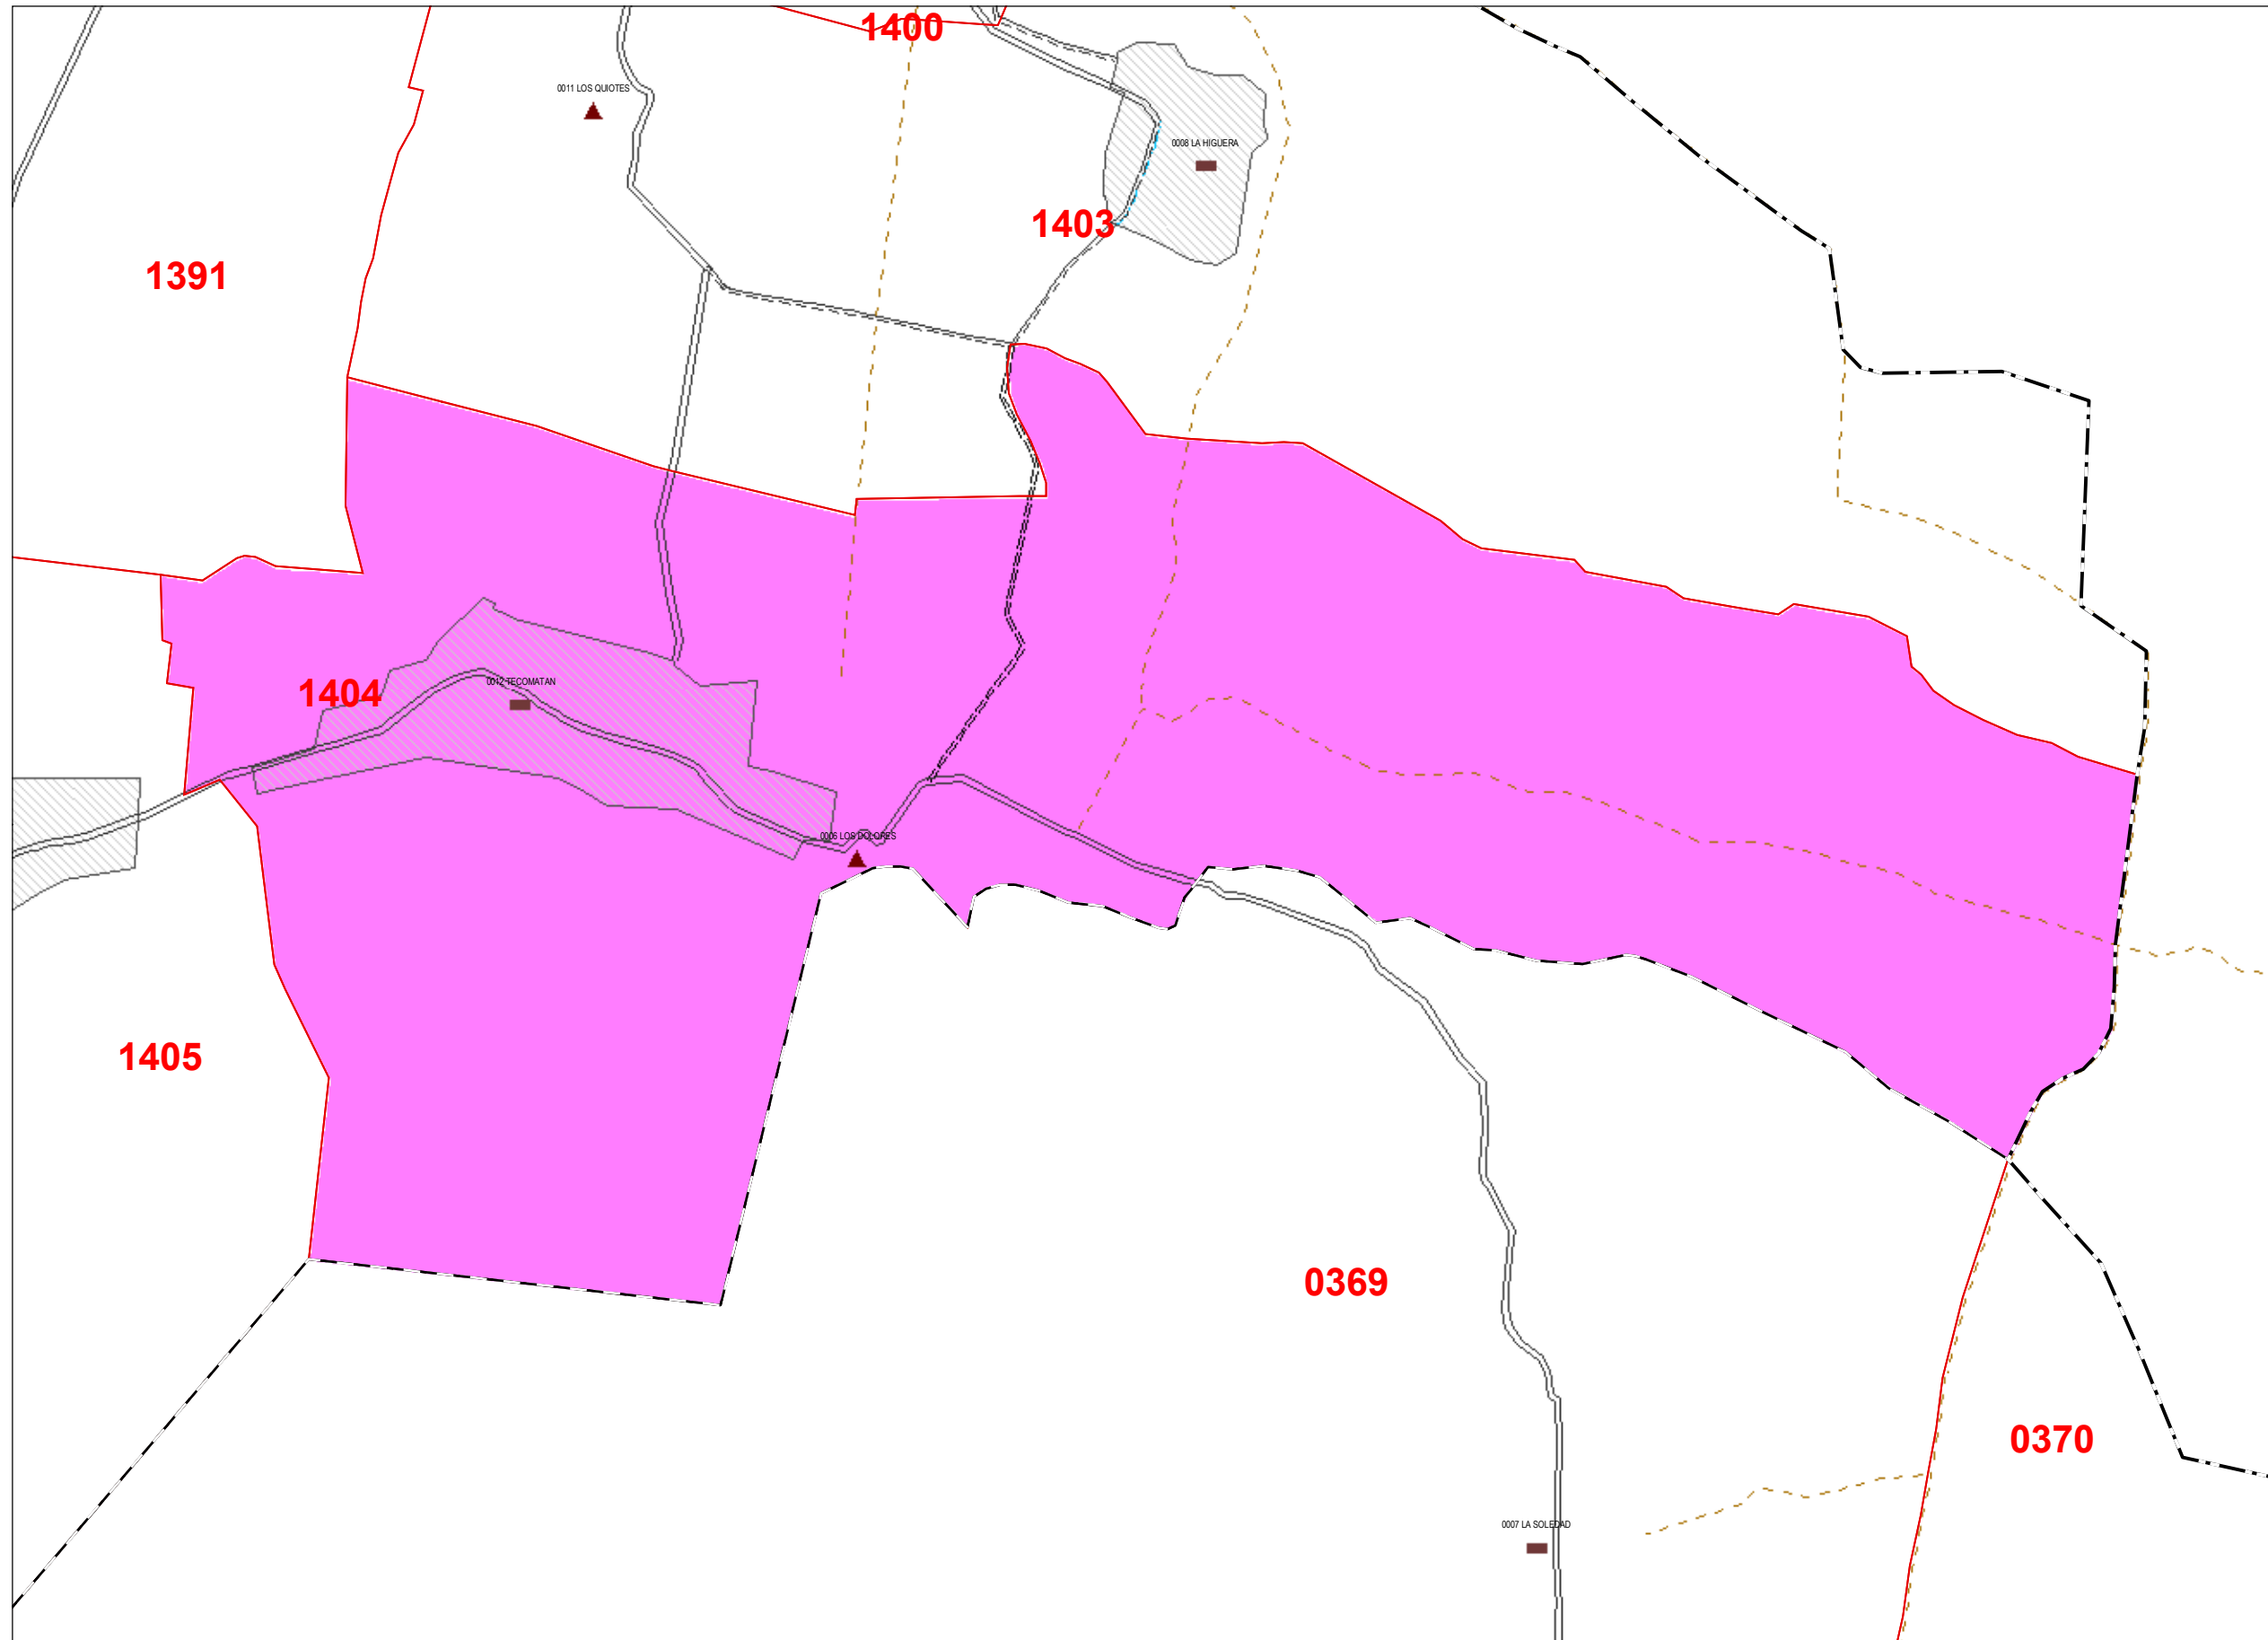 1400
0011 LOS QUIOTES
0008 LA HIGUERA
1403
1391
1404
0012 TECOMATAN
0006 LOS DOLORES
1405
0369
0370
0007 LA SOLEDAD